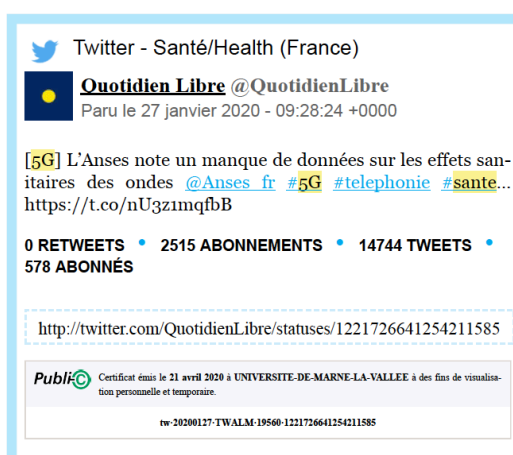 Twitter - Santé/Health (France)
Quotidien Libre @QuotidienLibre
Paru le 27 janvier 2020 - 09:28:24 +0000
[5G] L'Anses note un manque de données sur les effets san-
itaires des ondes @Anses_fr #5G #telephonie #sante...
https://t.co/nU3z1mqfbB
0 RETWEETS • 2515 ABONNEMENTS • 14744 TWEETS •
578 ABONNÉS
http://twitter.com/QuotidienLibre/statuses/1221726641254211585
Publi© Certificat émis le 21 avril 2020 à UNIVERSITE-DE-MARNE-LA-VALLEE à des fins de visualisa-
tion personnelle et temporaire.
tw·20200127·TWALM·19560·1221726641254211585